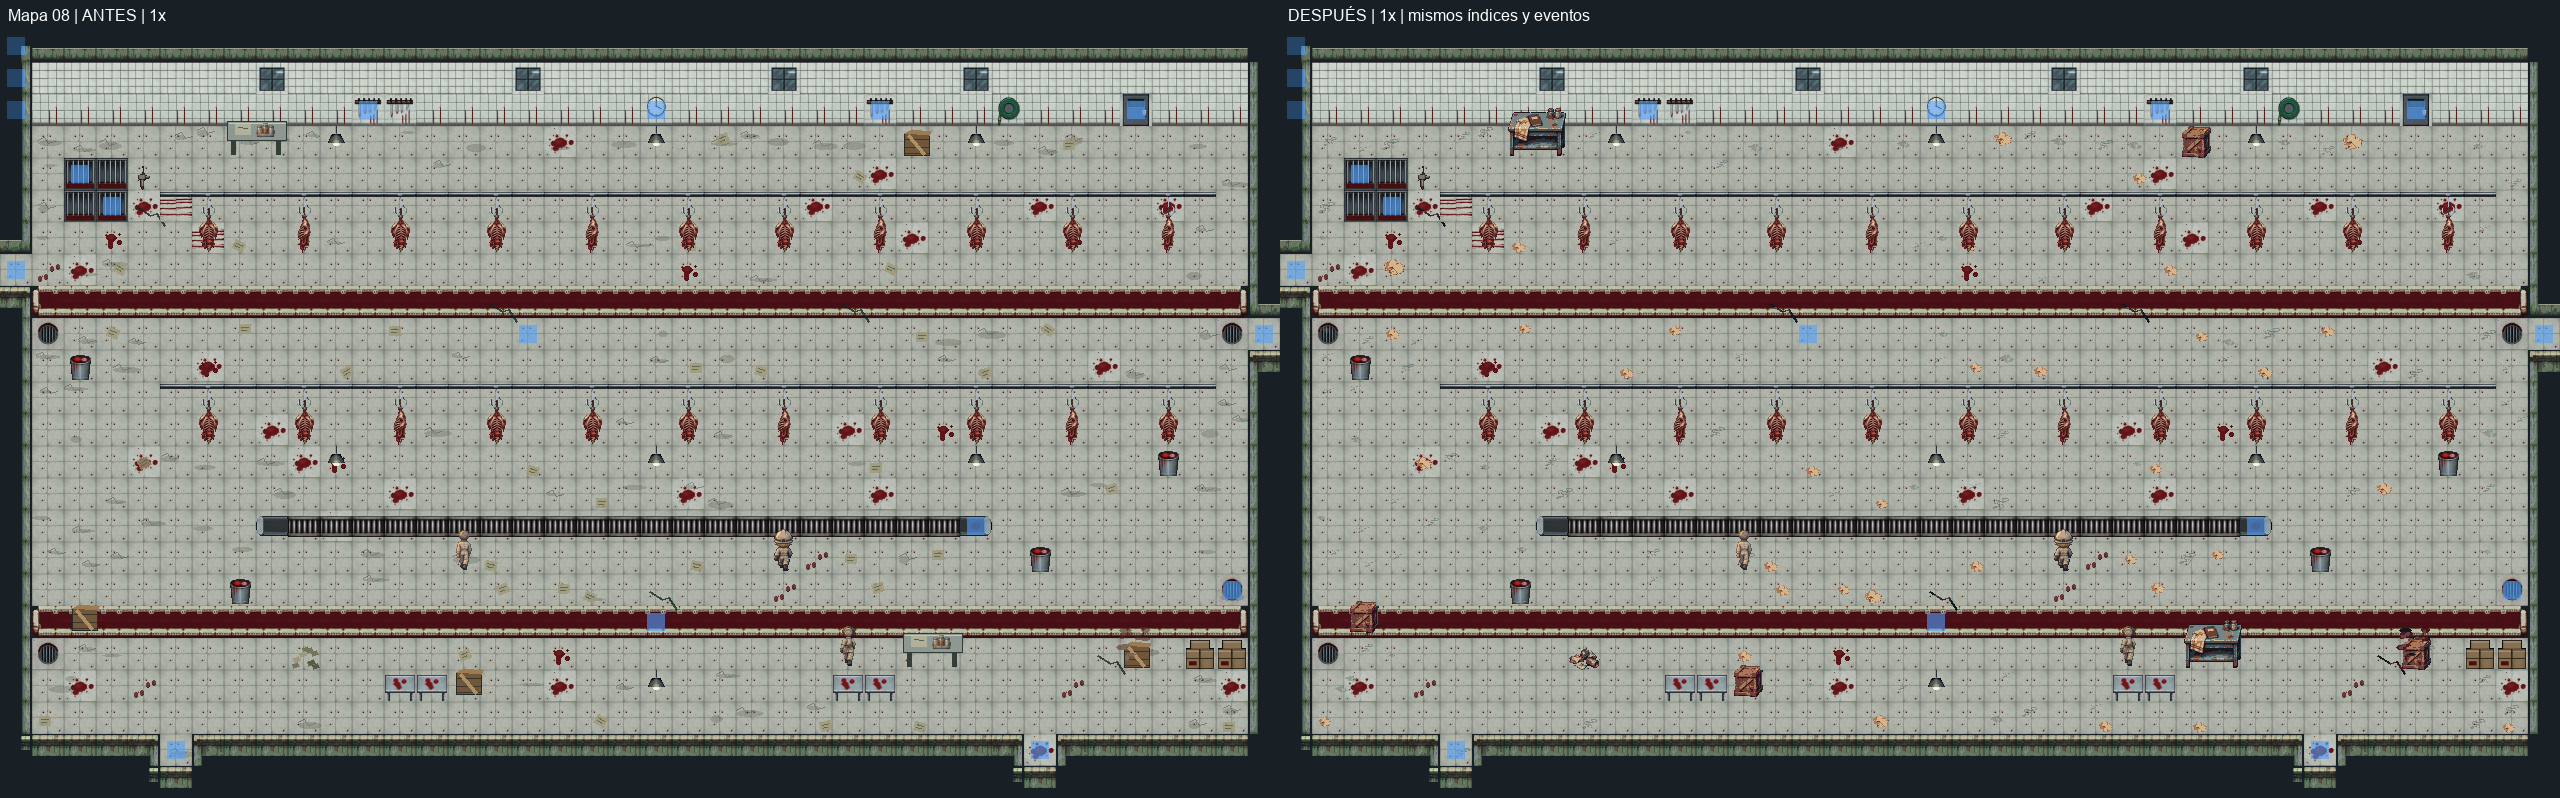 Mapa 08 | ANTES | 1x
DESPUÉS | 1x | mismos índices y eventos